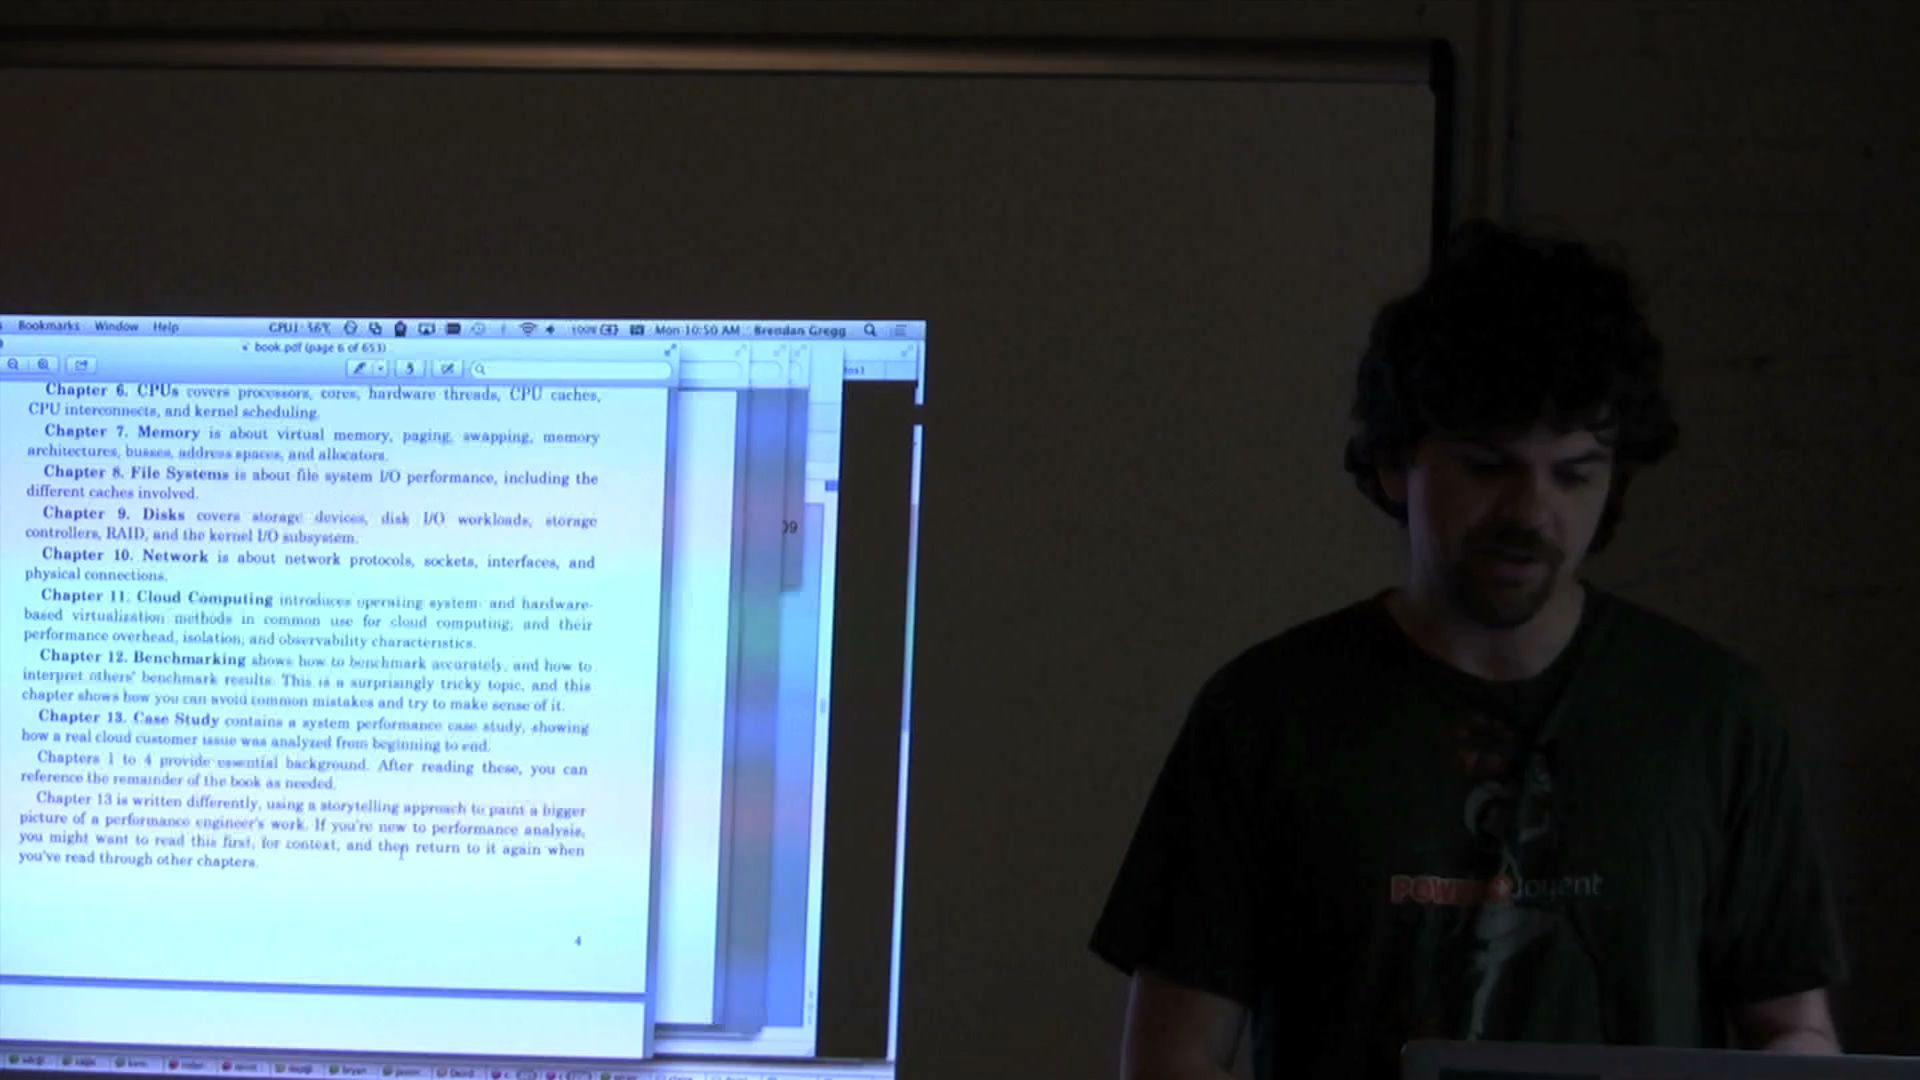 Bookmarks Window Help CPU1: 56℃ 100% Mon 10:50 AM Brendan Gregg
book.pdf (page 6 of 653)
Chapter 6. CPUs covers processors, cores, hardware threads, CPU caches,
CPU interconnects, and kernel scheduling.
Chapter 7. Memory is about virtual memory, paging, swapping, memory
architectures, busses, address spaces, and allocators.
Chapter 8. File Systems is about file system I/O performance, including the
different caches involved.
Chapter 9. Disks covers storage devices, disk I/O workloads, storage
controllers, RAID, and the kernel I/O subsystem.
09
Chapter 10. Network is about network protocols, sockets, interfaces, and
physical connections.
Chapter 11. Cloud Computing introduces operating system- and hardware-
based virtualization methods in common use for cloud computing, and their
performance overhead, isolation, and observability characteristics.
Chapter 12. Benchmarking shows how to benchmark accurately, and how to
interpret others' benchmark results. This is a surprisingly tricky topic, and this
chapter shows how you can avoid common mistakes and try to make sense of it.
Chapter 13. Case Study contains a system performance case study, showing
how a real cloud customer issue was analyzed from beginning to end.
Chapters 1 to 4 provide essential background. After reading these, you can
reference the remainder of the book as needed.
Chapter 13 is written differently, using a storytelling approach to paint a bigger
picture of a performance engineer's work. If you're new to performance analysis,
you might want to read this first, for context, and then return to it again when
you've read through other chapters.
4
bryan
Joyent